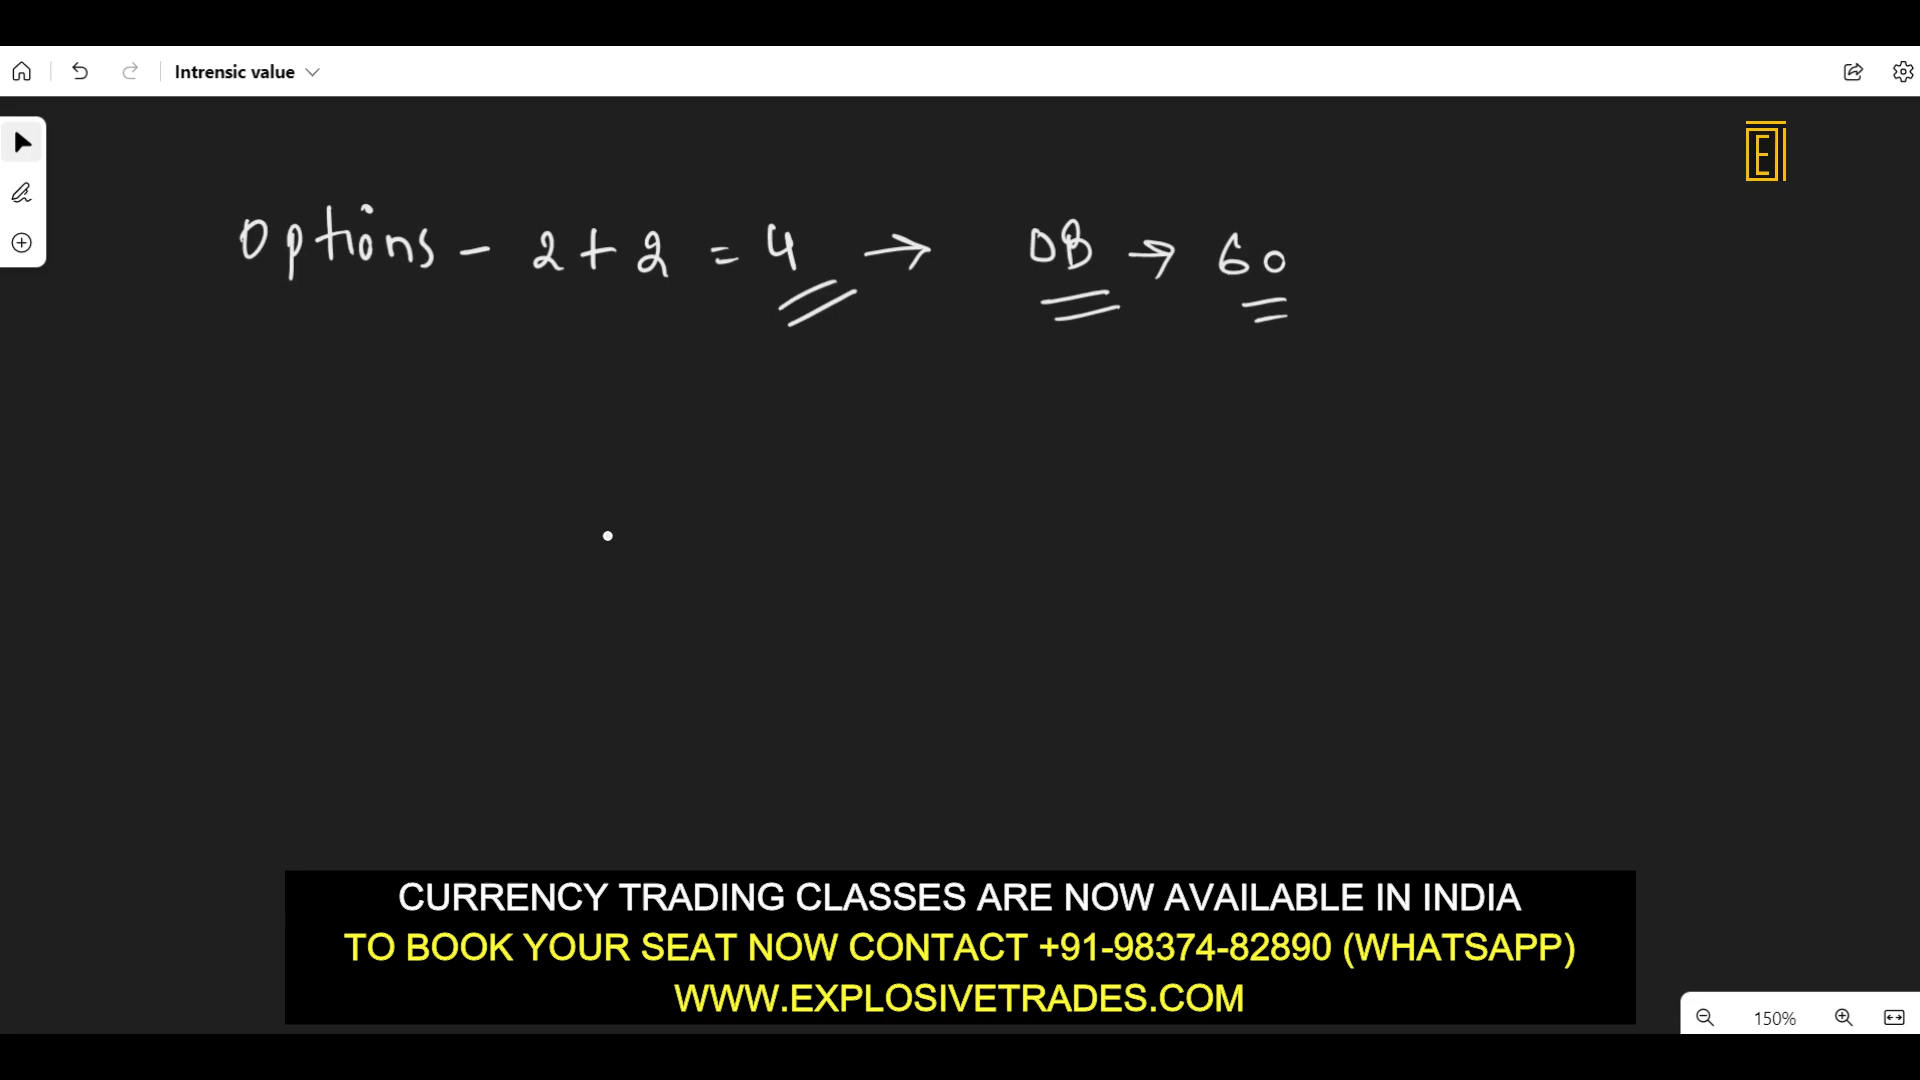 Intrensic value
E
Options - 2 + 2 = 4 → OB → 60
CURRENCY TRADING CLASSES ARE NOW AVAILABLE IN INDIA
TO BOOK YOUR SEAT NOW CONTACT +91-98374-82890 (WHATSAPP)
WWW.EXPLOSIVETRADES.COM
150%